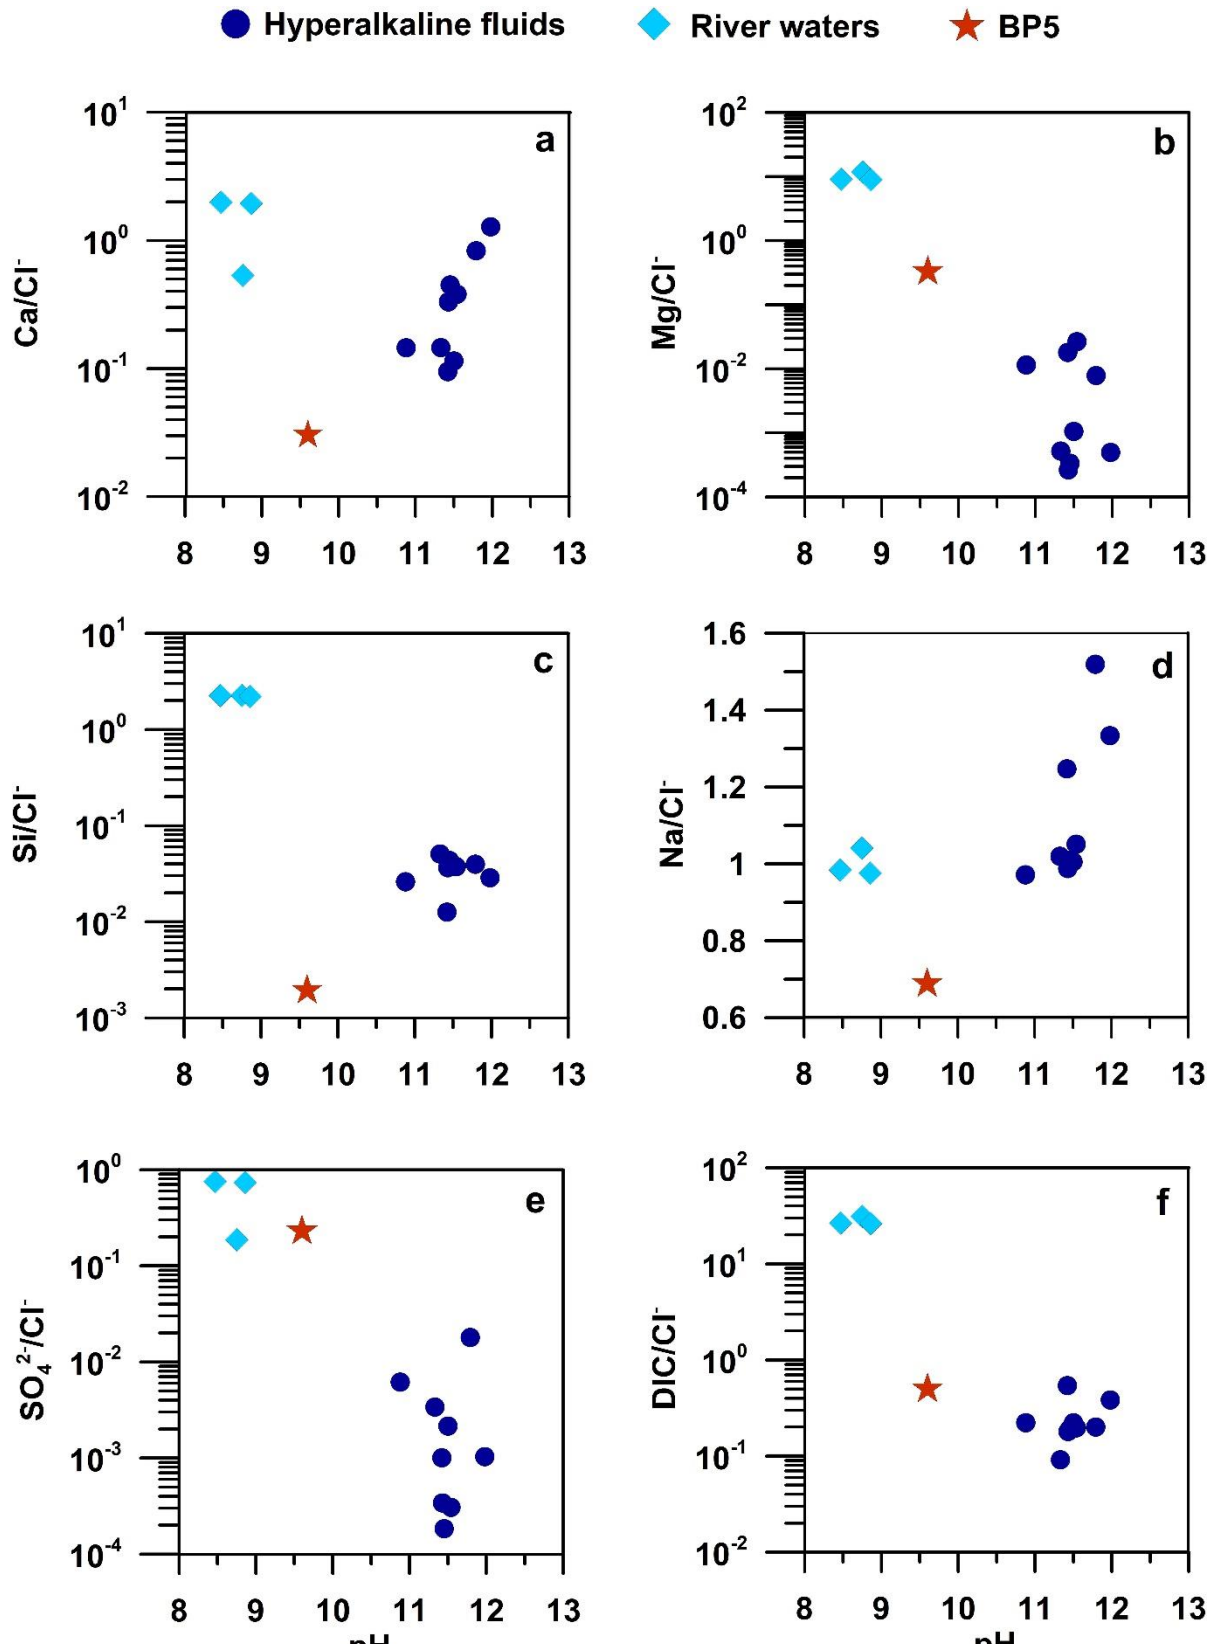 Hyperalkaline fluids River waters BP5
a
10¹
10⁰
10⁻¹
10⁻²
Ca/Cl⁻
8 9 10 11 12 13
b
10²
10⁰
10⁻²
10⁻⁴
Mg/Cl⁻
8 9 10 11 12 13
c
10¹
10⁰
10⁻¹
10⁻²
10⁻³
Si/Cl⁻
8 9 10 11 12 13
d
1.6
1.4
1.2
1
0.8
0.6
Na/Cl⁻
8 9 10 11 12 13
e
10⁰
10⁻¹
10⁻²
10⁻³
10⁻⁴
SO₄²⁻/Cl⁻
8 9 10 11 12 13
pH
f
10²
10¹
10⁰
10⁻¹
10⁻²
DIC/Cl⁻
8 9 10 11 12 13
pH